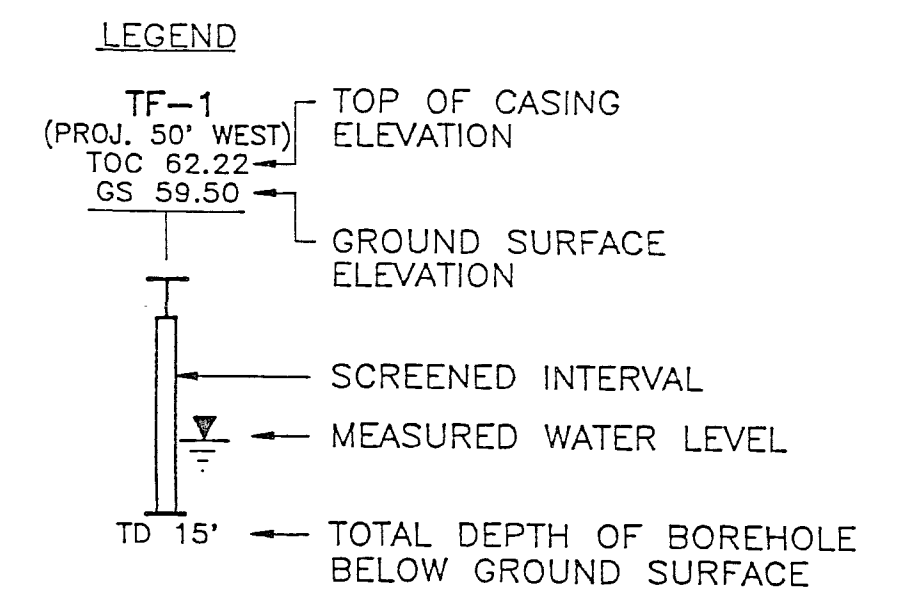 LEGEND
TF-1
(PROJ. 50' WEST)
TOC 62.22
GS 59.50
TOP OF CASING
ELEVATION
GROUND SURFACE
ELEVATION
SCREENED INTERVAL
MEASURED WATER LEVEL
TD 15'
TOTAL DEPTH OF BOREHOLE
BELOW GROUND SURFACE